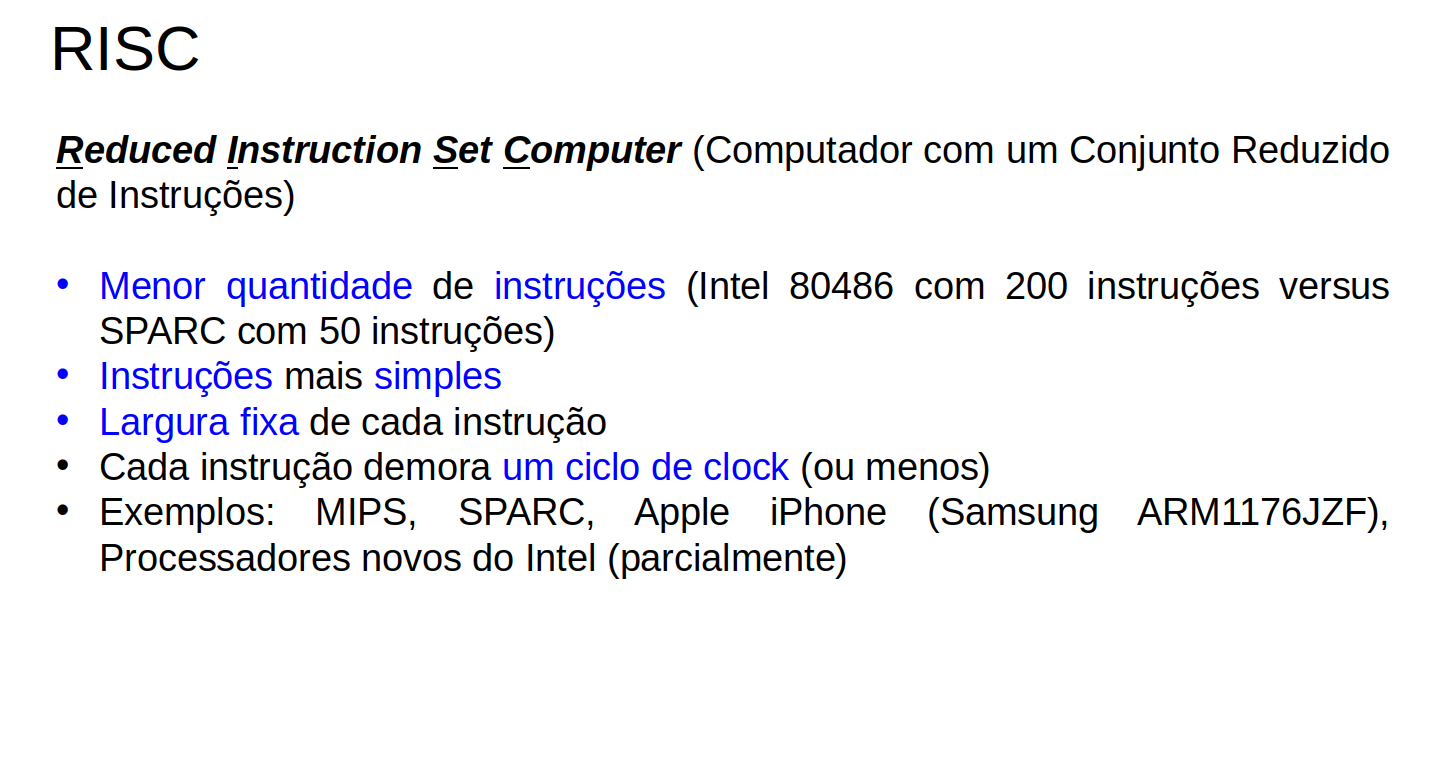 RISC
Reduced Instruction Set Computer (Computador com um Conjunto Reduzido
de Instruções)
• Menor quantidade de instruções (Intel 80486 com 200 instruções versus
SPARC com 50 instruções)
• Instruções mais simples
• Largura fixa de cada instrução
• Cada instrução demora um ciclo de clock (ou menos)
• Exemplos: MIPS, SPARC, Apple iPhone (Samsung ARM1176JZF),
Processadores novos do Intel (parcialmente)